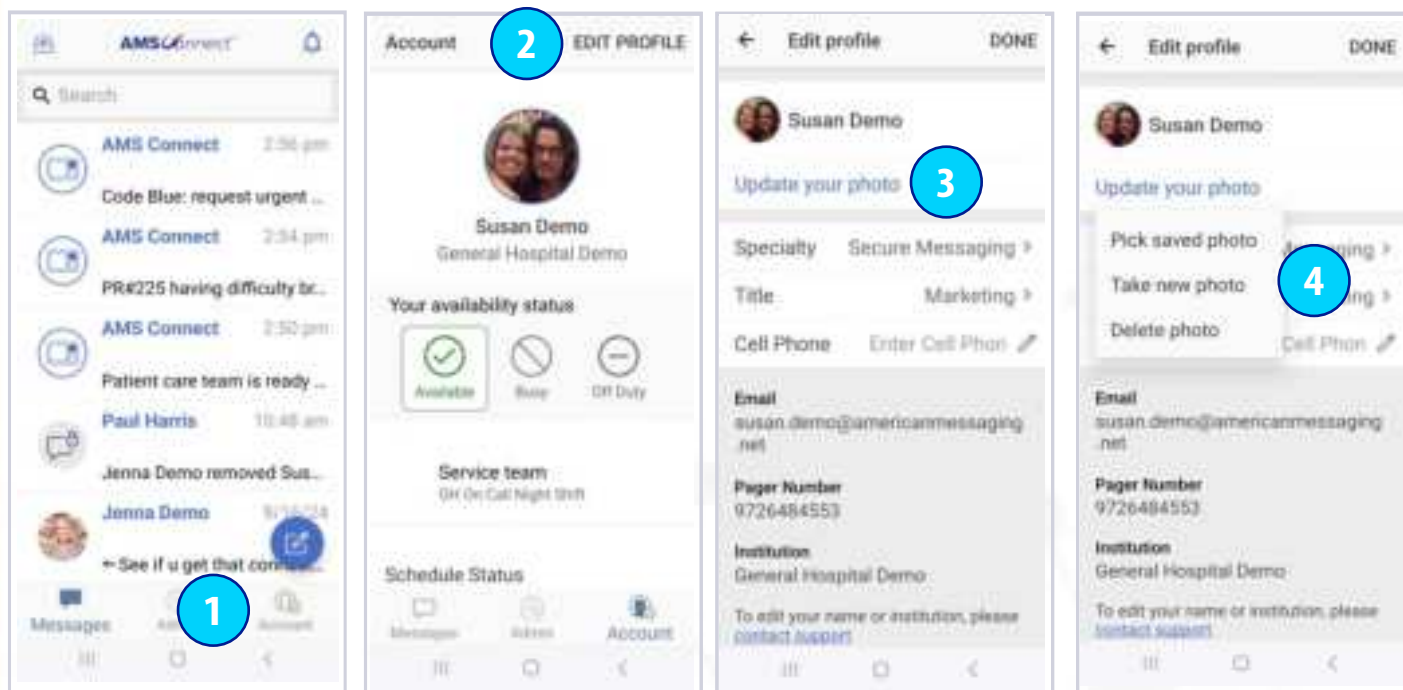 AMSConnect
Search
AMS Connect 2:56 pm
Code Blue: request urgent ...
AMS Connect 2:54 pm
PR#225 having difficulty br...
AMS Connect 2:50 pm
Patient care team is ready ...
Paul Harris 10:48 am
Jenna Demo removed Sus...
Jenna Demo
See if u get that
1
Messages Account
Account 2 EDIT PROFILE
Susan Demo
General Hospital Demo
Your availability status
Available Busy Off Duty
Service team
GH On Call Night Shift
Schedule Status
Messages Admin Account
Edit profile DONE
Susan Demo
Update your photo 3
Specialty Secure Messaging
Title Marketing
Cell Phone Enter Cell Phon
Email
susan.demo@americanmessaging
.net
Pager Number
9726484553
Institution
General Hospital Demo
To edit your name or institution, please
contact support
Edit profile DONE
Susan Demo
Update your photo
Pick saved photo
Take new photo 4
Delete photo
Cell Phon
Email
susan.demo@americanmessaging
.net
Pager Number
9726484553
Institution
General Hospital Demo
To edit your name or institution, please
contact support